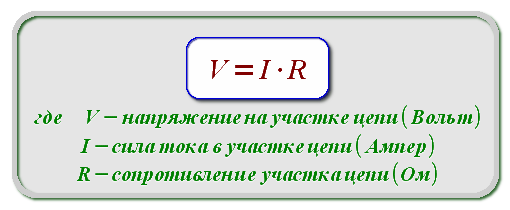 V = I · R
где V – напряжение на участке цепи ( Вольт )
I – сила тока в участке цепи ( Ампер )
R – сопротивление участка цепи ( Ом )